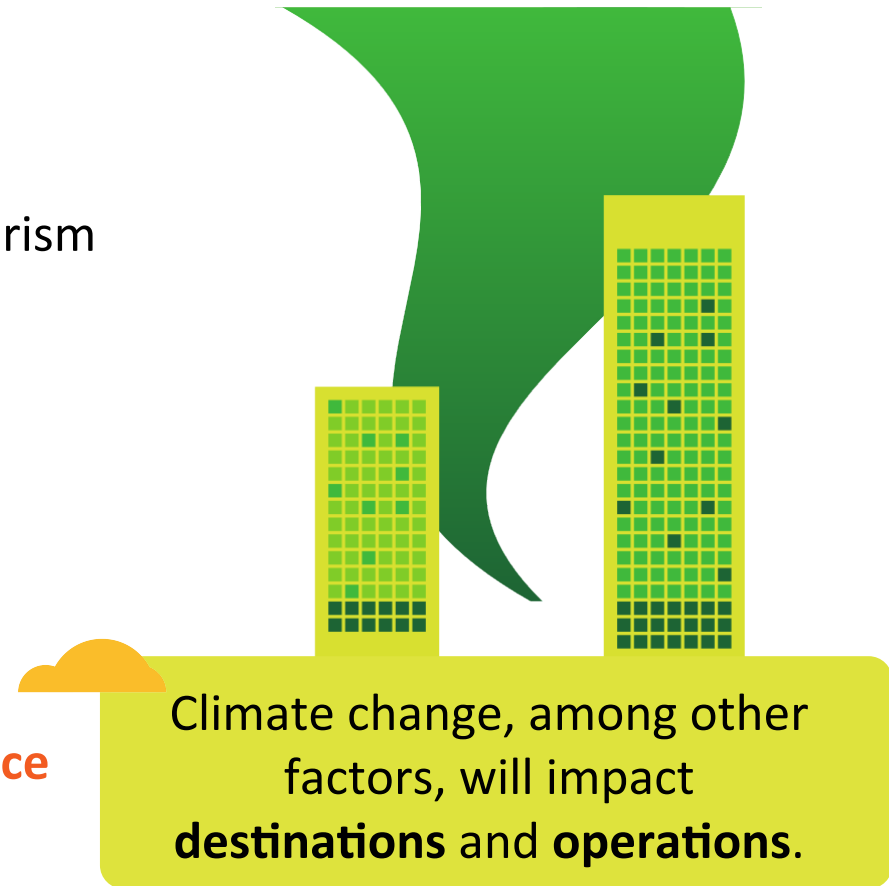 rism
Climate change, among other
factors, will impact
ce
destinations and operations.